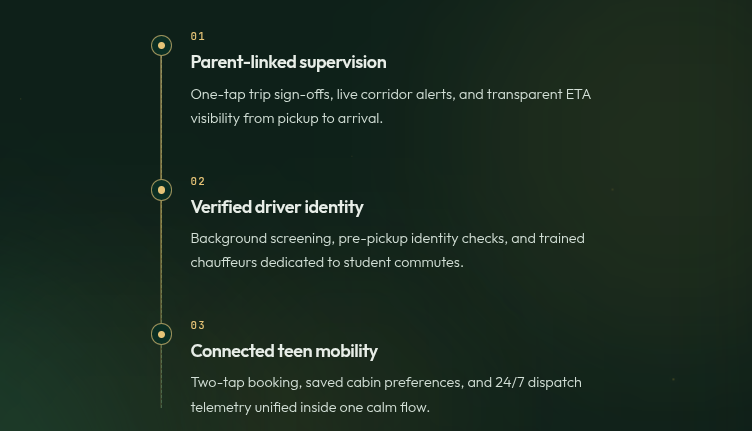 01
Parent-linked supervision
One-tap trip sign-offs, live corridor alerts, and transparent ETA
visibility from pickup to arrival.
02
Verified driver identity
Background screening, pre-pickup identity checks, and trained
chauffeurs dedicated to student commutes.
03
Connected teen mobility
Two-tap booking, saved cabin preferences, and 24/7 dispatch
telemetry unified inside one calm flow.